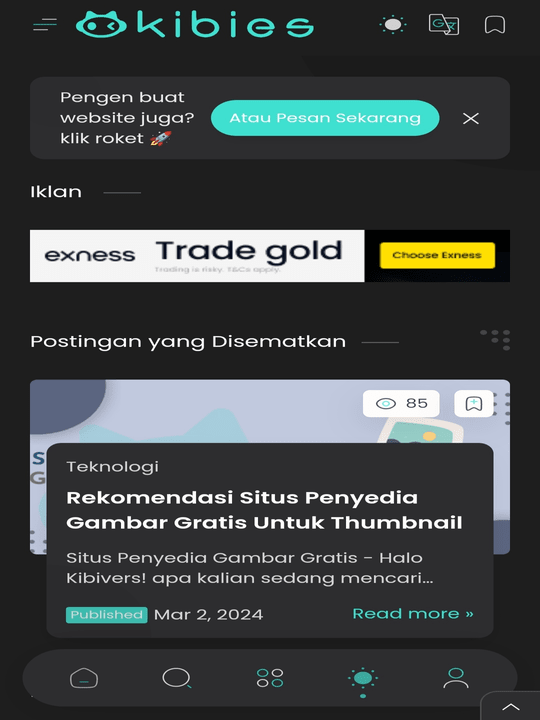 kibies
Pengen buat
website juga?
klik roket 🚀
Atau Pesan Sekarang
Iklan
exness
Trade gold
Trading is risky. T&Cs apply.
Choose Exness
Postingan yang Disematkan
85
Teknologi
Rekomendasi Situs Penyedia
Gambar Gratis Untuk Thumbnail
Situs Penyedia Gambar Gratis – Halo
Kibivers! apa kalian sedang mencari...
Published Mar 2, 2024
Read more »